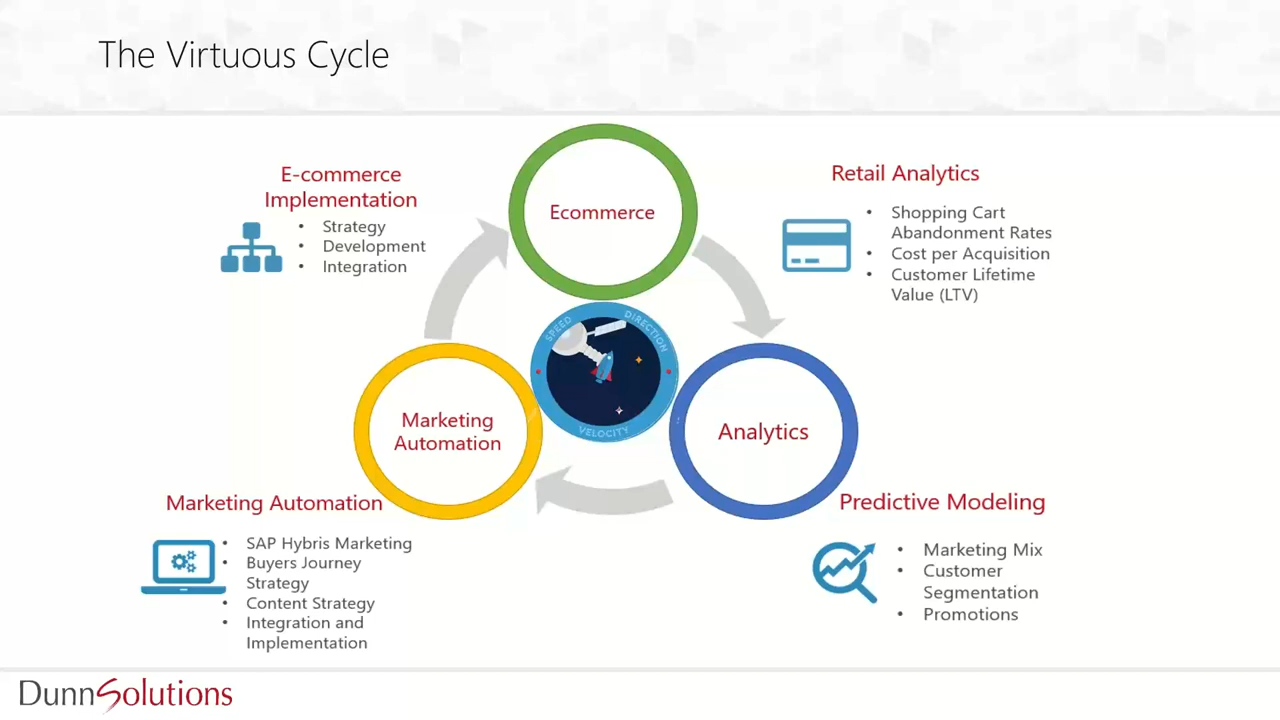 The Virtuous Cycle
E-commerce
Implementation
• Strategy
• Development
• Integration
Ecommerce
Retail Analytics
• Shopping Cart
Abandonment Rates
• Cost per Acquisition
• Customer Lifetime
Value (LTV)
SPEED
DIRECTION
VELOCITY
Marketing
Automation
Analytics
Marketing Automation
• SAP Hybris Marketing
• Buyers Journey
Strategy
• Content Strategy
• Integration and
Implementation
Predictive Modeling
• Marketing Mix
• Customer
Segmentation
• Promotions
DunnSolutions